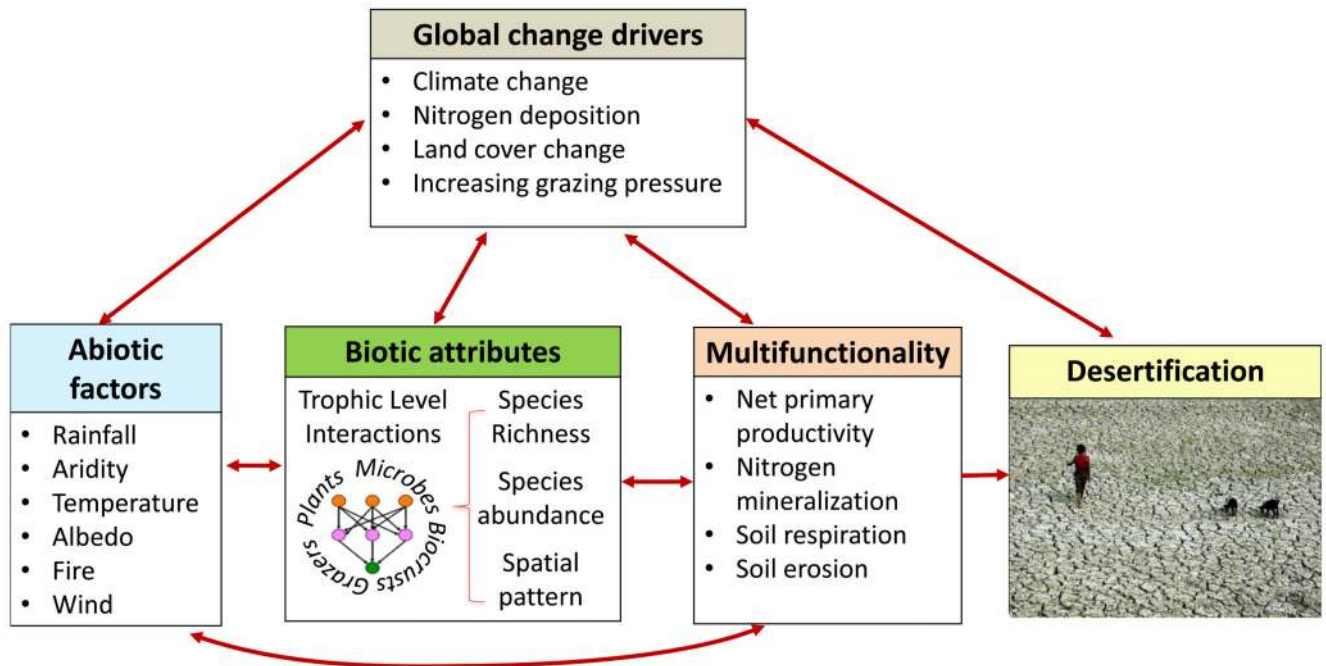 Global change drivers
• Climate change
• Nitrogen deposition
• Land cover change
• Increasing grazing pressure
Abiotic
factors
• Rainfall
• Aridity
• Temperature
• Albedo
• Fire
• Wind
Biotic attributes
Trophic Level
Interactions
Plants Microbes Biocrusts Grazers
Species
Richness
Species
abundance
Spatial
pattern
Multifunctionality
• Net primary
productivity
• Nitrogen
mineralization
• Soil respiration
• Soil erosion
Desertification